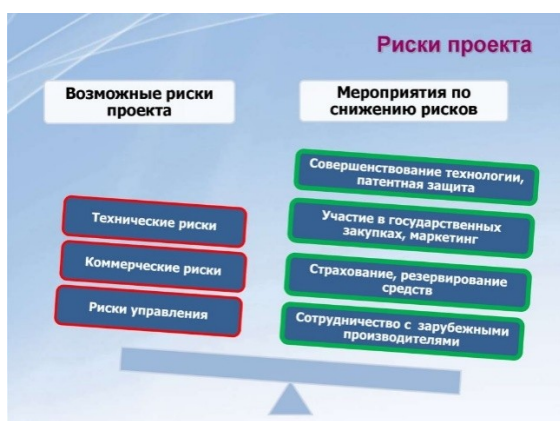 Риски проекта
Возможные риски
проекта
Мероприятия по
снижению рисков
Технические риски
Коммерческие риски
Риски управления
Совершенствование технологии,
патентная защита
Участие в государственных
закупках, маркетинг
Страхование, резервирование
средств
Сотрудничество с зарубежными
производителями